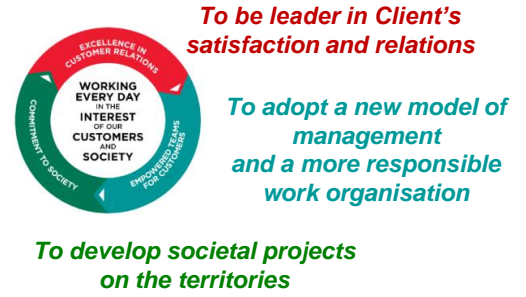 To be leader in Client's
satisfaction and relations
EXCELLENCE IN
CUSTOMER RELATIONS
WORKING
EVERY DAY
IN THE
INTEREST
OF OUR
CUSTOMERS
AND
SOCIETY
COMMITMENT TO SOCIETY
EMPOWERED TEAMS
FOR CUSTOMERS
To adopt a new model of
management
and a more responsible
work organisation
To develop societal projects
on the territories